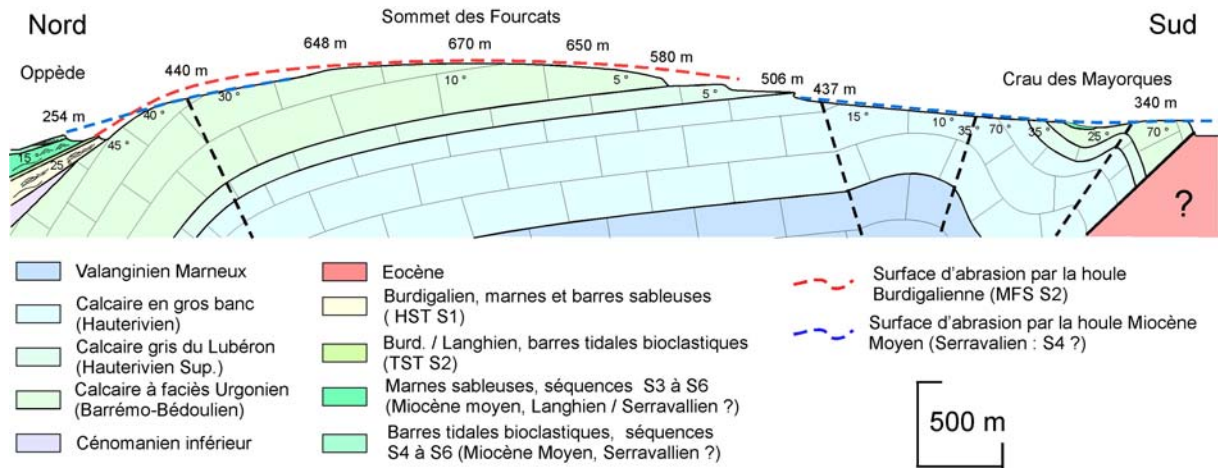 Nord
Sommet des Fourcats
Sud
Oppède
648 m
670 m
650 m
580 m
440 m
506 m
437 m
Crau des Mayorques
340 m
254 m
10 °
5 °
5 °
30 °
40 °
45 °
15 °
25 °
15 °
10 °
35 °
70 °
35 °
25 °
70 °
?
Valanginien Marneux
Calcaire en gros banc
(Hauterivien)
Calcaire gris du Lubéron
(Hauterivien Sup.)
Calcaire à faciès Urgonien
(Barrémo-Bédoulien)
Cénomanien inférieur
Eocène
Burdigalien, marnes et barres sableuses
( HST S1)
Burd. / Langhien, barres tidales bioclastiques
(TST S2)
Marnes sableuses, séquences S3 à S6
(Miocène moyen, Langhien / Serravallien ?)
Barres tidales bioclastiques, séquences
S4 à S6 (Miocène Moyen, Serravallien ?)
Surface d'abrasion par la houle
Burdigalienne (MFS S2)
Surface d'abrasion par la houle Miocène
Moyen (Serravalien : S4 ?)
500 m